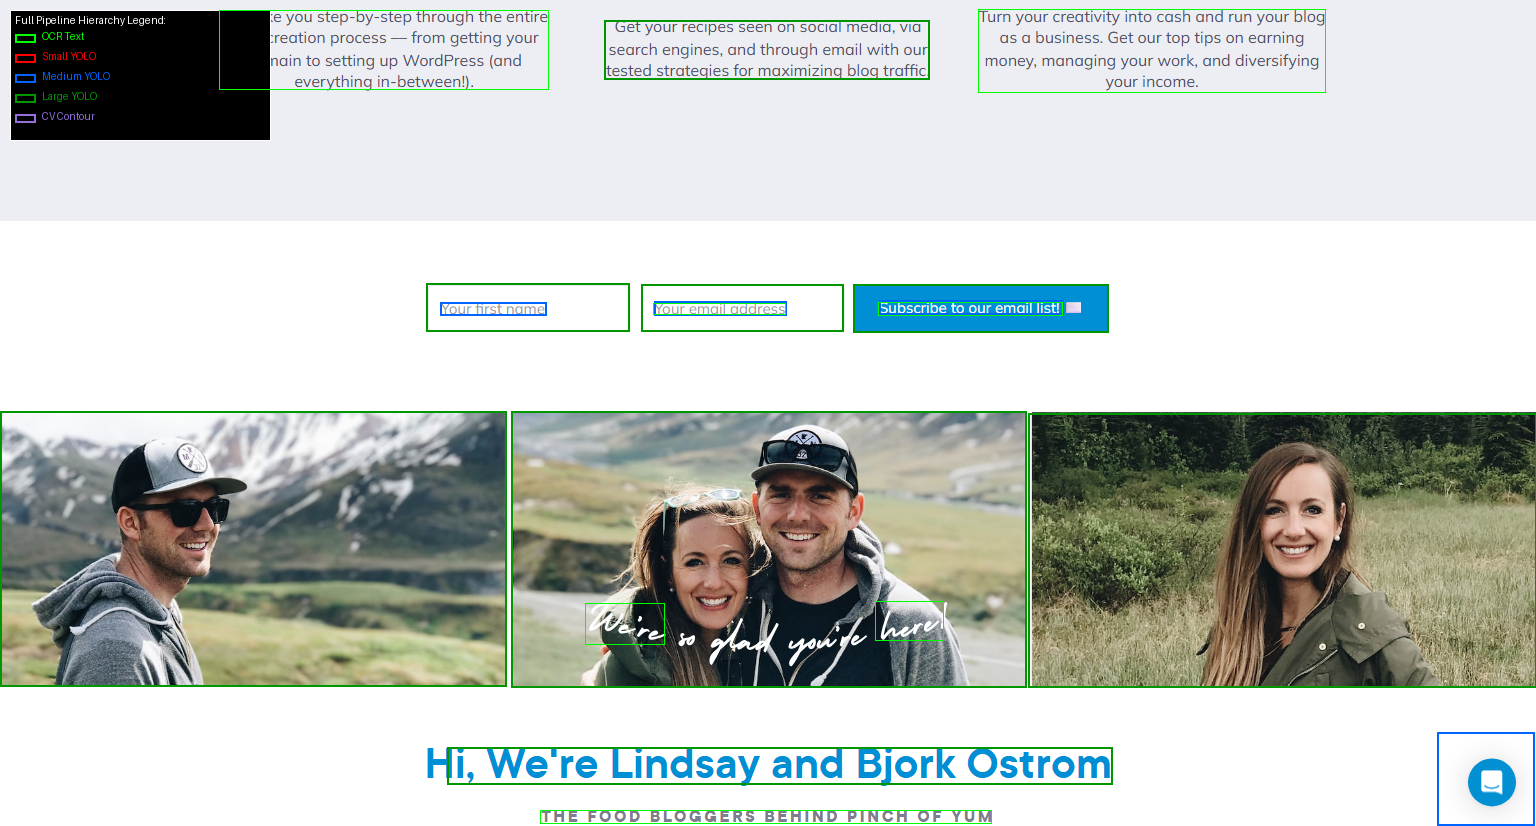 Full Pipeline Hierarchy Legend:
OCR Text
Small YOLO
Medium YOLO
Large YOLO
CV Contour
you step-by-step through the entire
creation process — from getting your
to setting up WordPress (and
everything in-between!).
Get your recipes seen on social media, via
search engines, and through email with our
tested strategies for maximizing blog traffic
Turn your creativity into cash and run your blog
as a business. Get our top tips on earning
money, managing your work, and diversifying
your income.
Your first name
Your email address
Subscribe to our email list!
We're so glad you're here!
Hi, We're Lindsay and Bjork Ostrom
THE FOOD BLOGGERS BEHIND PINCH OF YUM